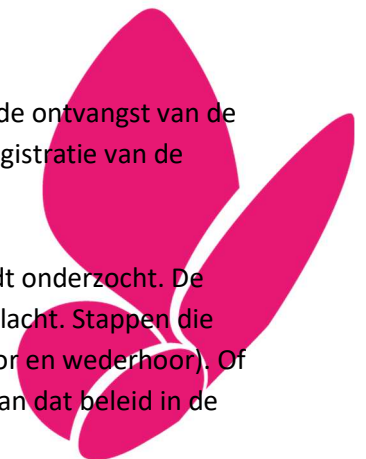 de ontvangst van de
gistratie van de
dt onderzocht. De
lacht. Stappen die
or en wederhoor). Of
an dat beleid in de